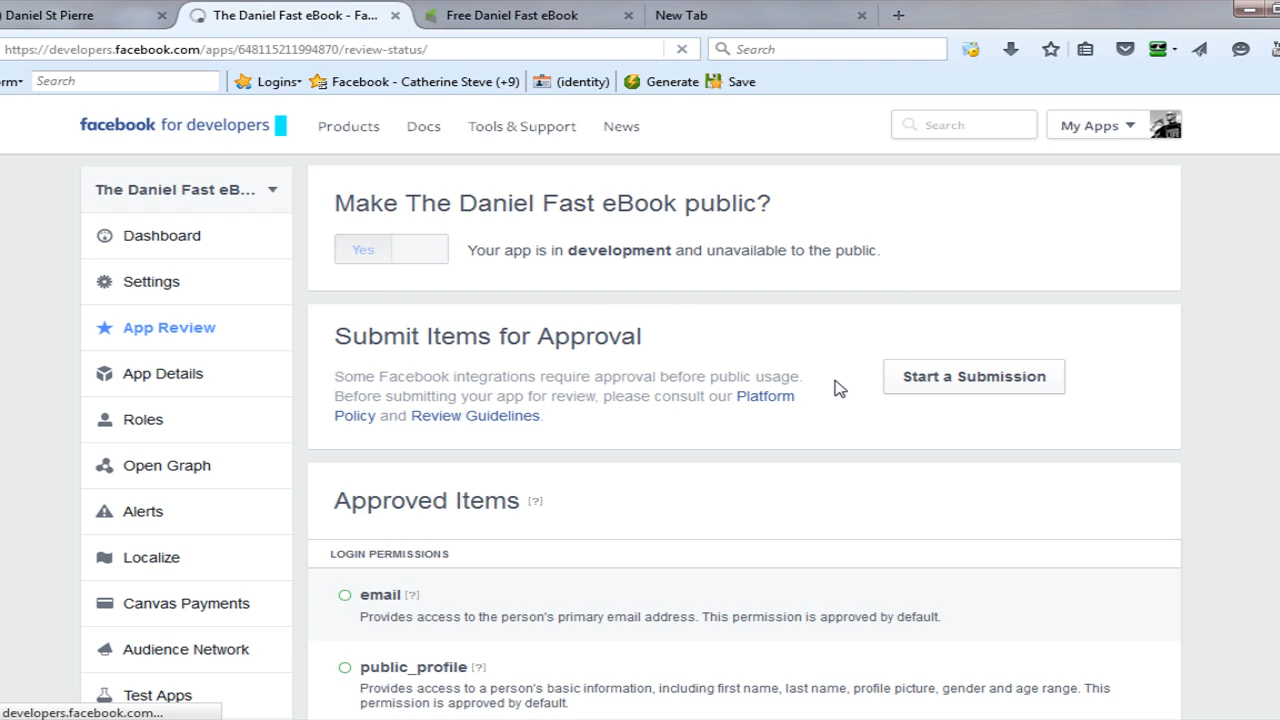 Daniel St Pierre
The Daniel Fast eBook - Fa...
Free Daniel Fast eBook
New Tab
https://developers.facebook.com/apps/648115211994870/review-status/
Search
Search
Logins
Facebook - Catherine Steve (+9)
(identity)
Generate
Save
facebook for developers
Products
Docs
Tools & Support
News
Search
My Apps
The Daniel Fast eB...
Dashboard
Settings
App Review
App Details
Roles
Open Graph
Alerts
Localize
Canvas Payments
Audience Network
Test Apps
Make The Daniel Fast eBook public?
Yes
Your app is in development and unavailable to the public.
Submit Items for Approval
Some Facebook integrations require approval before public usage.
Before submitting your app for review, please consult our Platform
Policy and Review Guidelines.
Start a Submission
Approved Items [?]
LOGIN PERMISSIONS
email [?]
Provides access to the person's primary email address. This permission is approved by default.
public_profile [?]
Provides access to a person's basic information, including first name, last name, profile picture, gender and age range. This
permission is approved by default.
developers.facebook.com...